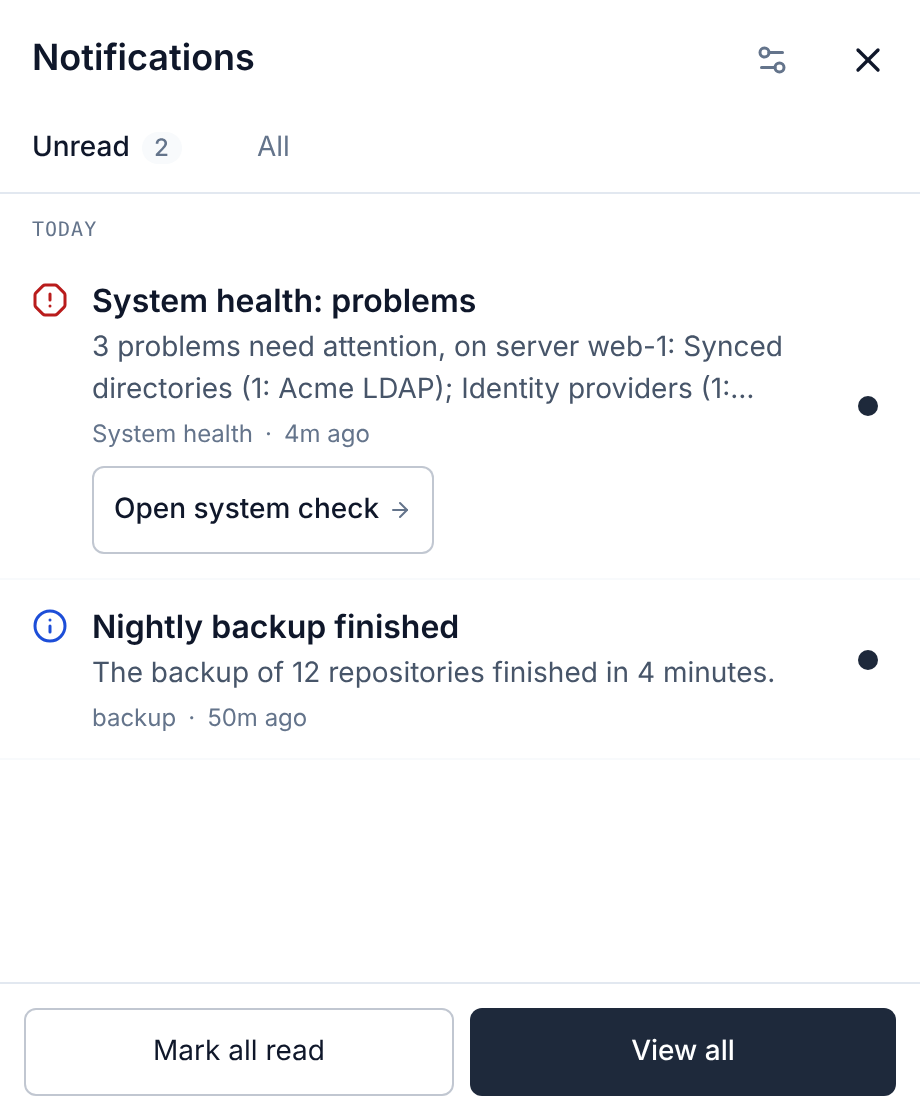 Notifications
Unread 2 All
TODAY
System health: problems
3 problems need attention, on server web-1: Synced
directories (1: Acme LDAP); Identity providers (1:...
System health · 4m ago
Open system check →
Nightly backup finished
The backup of 12 repositories finished in 4 minutes.
backup · 50m ago
Mark all read View all